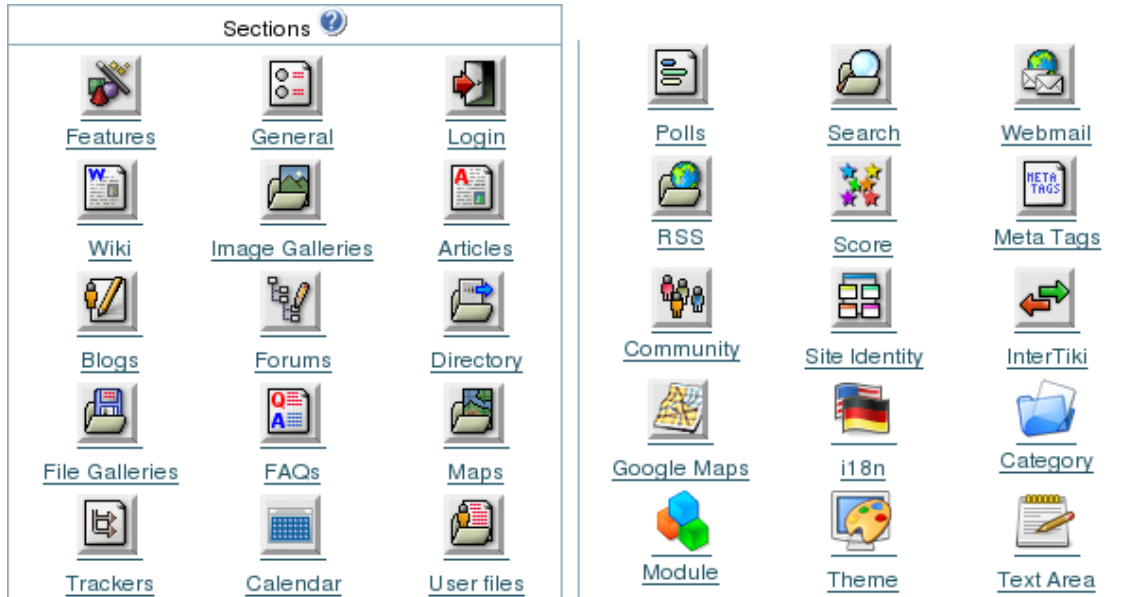 Sections
Features General Login
Wiki Image Galleries Articles
Blogs Forums Directory
File Galleries FAQs Maps
Trackers Calendar User files
Polls Search Webmail
RSS Score META TAGS Meta Tags
Community Site Identity InterTiki
Google Maps i18n Category
Module Theme Text Area